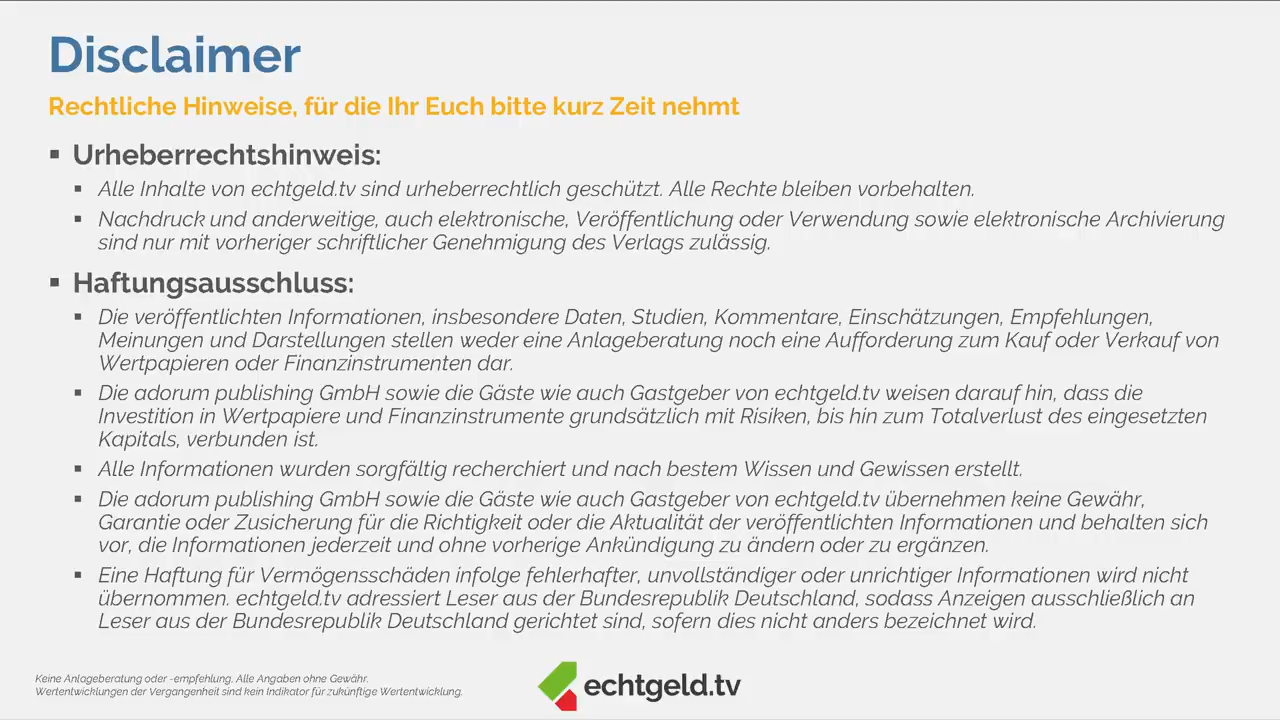 Disclaimer
Rechtliche Hinweise, für die Ihr Euch bitte kurz Zeit nehmt
▪ Urheberrechtshinweis:
▪ Alle Inhalte von echtgeld.tv sind urheberrechtlich geschützt. Alle Rechte bleiben vorbehalten.
▪ Nachdruck und anderweitige, auch elektronische, Veröffentlichung oder Verwendung sowie elektronische Archivierung
sind nur mit vorheriger schriftlicher Genehmigung des Verlags zulässig.
▪ Haftungsausschluss:
▪ Die veröffentlichten Informationen, insbesondere Daten, Studien, Kommentare, Einschätzungen, Empfehlungen,
Meinungen und Darstellungen stellen weder eine Anlageberatung noch eine Aufforderung zum Kauf oder Verkauf von
Wertpapieren oder Finanzinstrumenten dar.
▪ Die adorum publishing GmbH sowie die Gäste wie auch Gastgeber von echtgeld.tv weisen darauf hin, dass die
Investition in Wertpapiere und Finanzinstrumente grundsätzlich mit Risiken, bis hin zum Totalverlust des eingesetzten
Kapitals, verbunden ist.
▪ Alle Informationen wurden sorgfältig recherchiert und nach bestem Wissen und Gewissen erstellt.
▪ Die adorum publishing GmbH sowie die Gäste wie auch Gastgeber von echtgeld.tv übernehmen keine Gewähr,
Garantie oder Zusicherung für die Richtigkeit oder die Aktualität der veröffentlichten Informationen und behalten sich
vor, die Informationen jederzeit und ohne vorherige Ankündigung zu ändern oder zu ergänzen.
▪ Eine Haftung für Vermögensschäden infolge fehlerhafter, unvollständiger oder unrichtiger Informationen wird nicht
übernommen. echtgeld.tv adressiert Leser aus der Bundesrepublik Deutschland, sodass Anzeigen ausschließlich an
Leser aus der Bundesrepublik Deutschland gerichtet sind, sofern dies nicht anders bezeichnet wird.
Keine Anlageberatung oder -empfehlung. Alle Angaben ohne Gewähr.
Wertentwicklungen der Vergangenheit sind kein Indikator für zukünftige Wertentwicklung.
echtgeld.tv